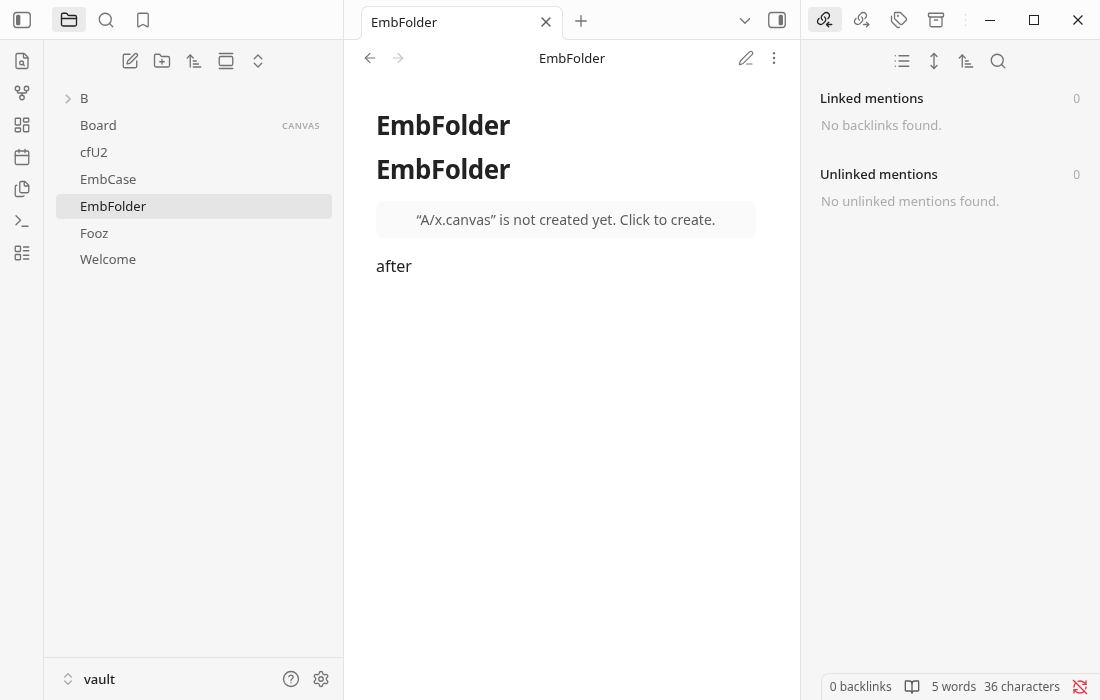 EmbFolder
B
Board CANVAS
cfU2
EmbCase
EmbFolder
Fooz
Welcome
vault
EmbFolder
EmbFolder
EmbFolder
“A/x.canvas” is not created yet. Click to create.
after
Linked mentions 0
No backlinks found.
Unlinked mentions 0
No unlinked mentions found.
0 backlinks 5 words 36 characters